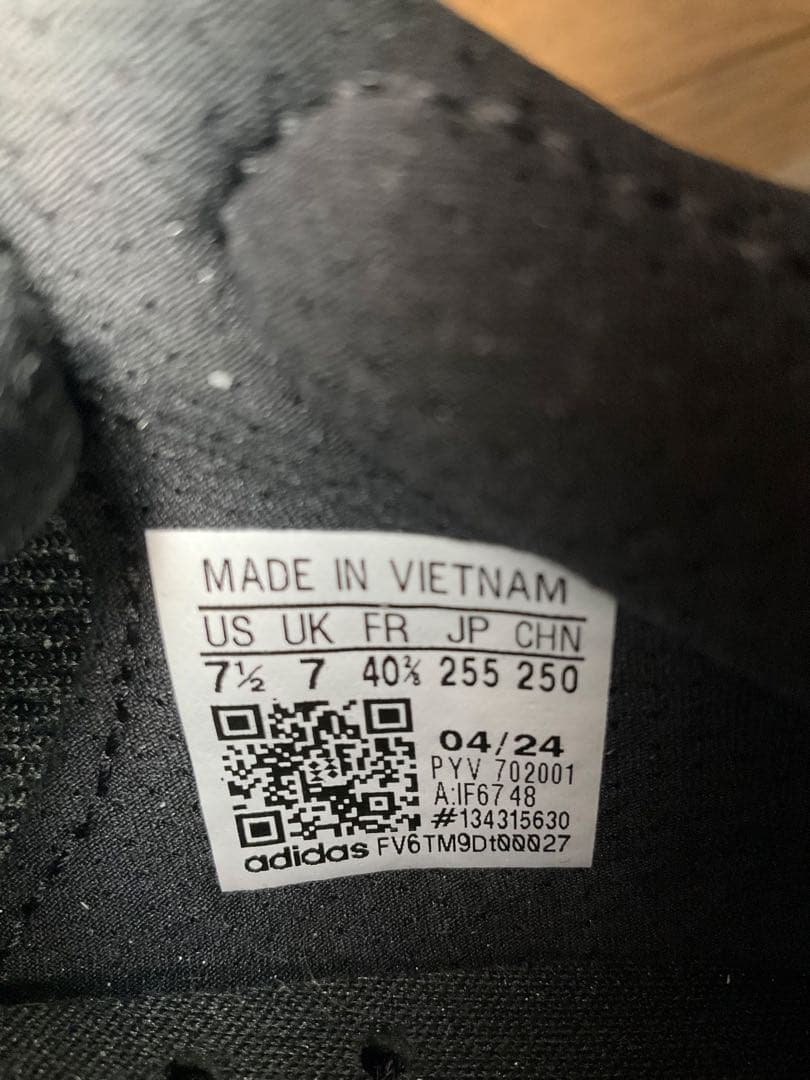 MADE IN VIETNAM
US UK FR JP CHN
7½ 7 40⅔ 255 250
04/24
PYV 702001
A:IF6748
#134315630
adidas FV6TM9Dt00027